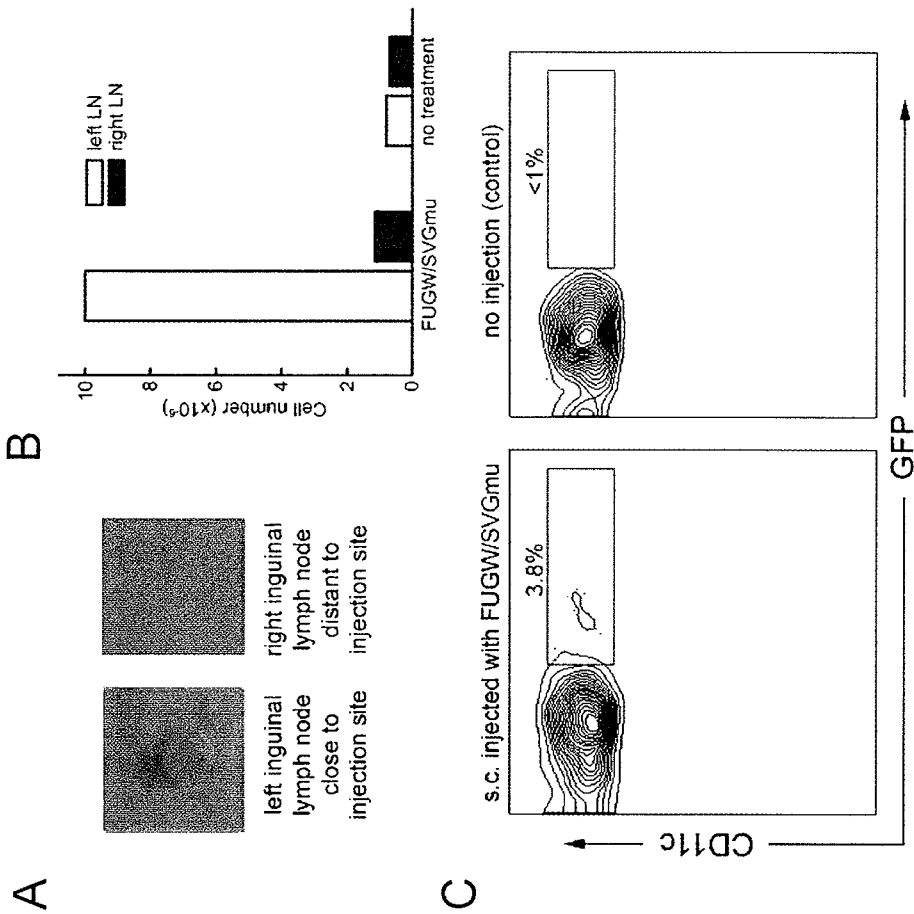 A
left inguinal
lymph node
close to
injection site
right inguinal
lymph node
distant to
injection site
B
Cell number (x10⁻⁶)
10
8
6
4
2
0
left LN
right LN
FUGW/SVGmu
no treatment
C
s.c. injected with FUGW/SVGmu
3.8%
no injection (control)
<1%
CD11c
GFP